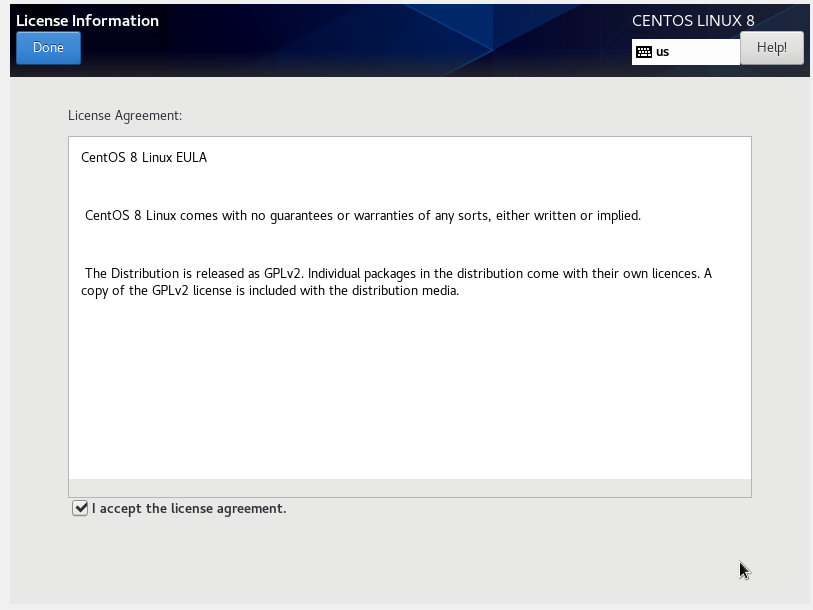 License Information
CENTOS LINUX 8
Done
us
Help!
License Agreement:
CentOS 8 Linux EULA
CentOS 8 Linux comes with no guarantees or warranties of any sorts, either written or implied.
The Distribution is released as GPLv2. Individual packages in the distribution come with their own licences. A
copy of the GPLv2 license is included with the distribution media.
I accept the license agreement.